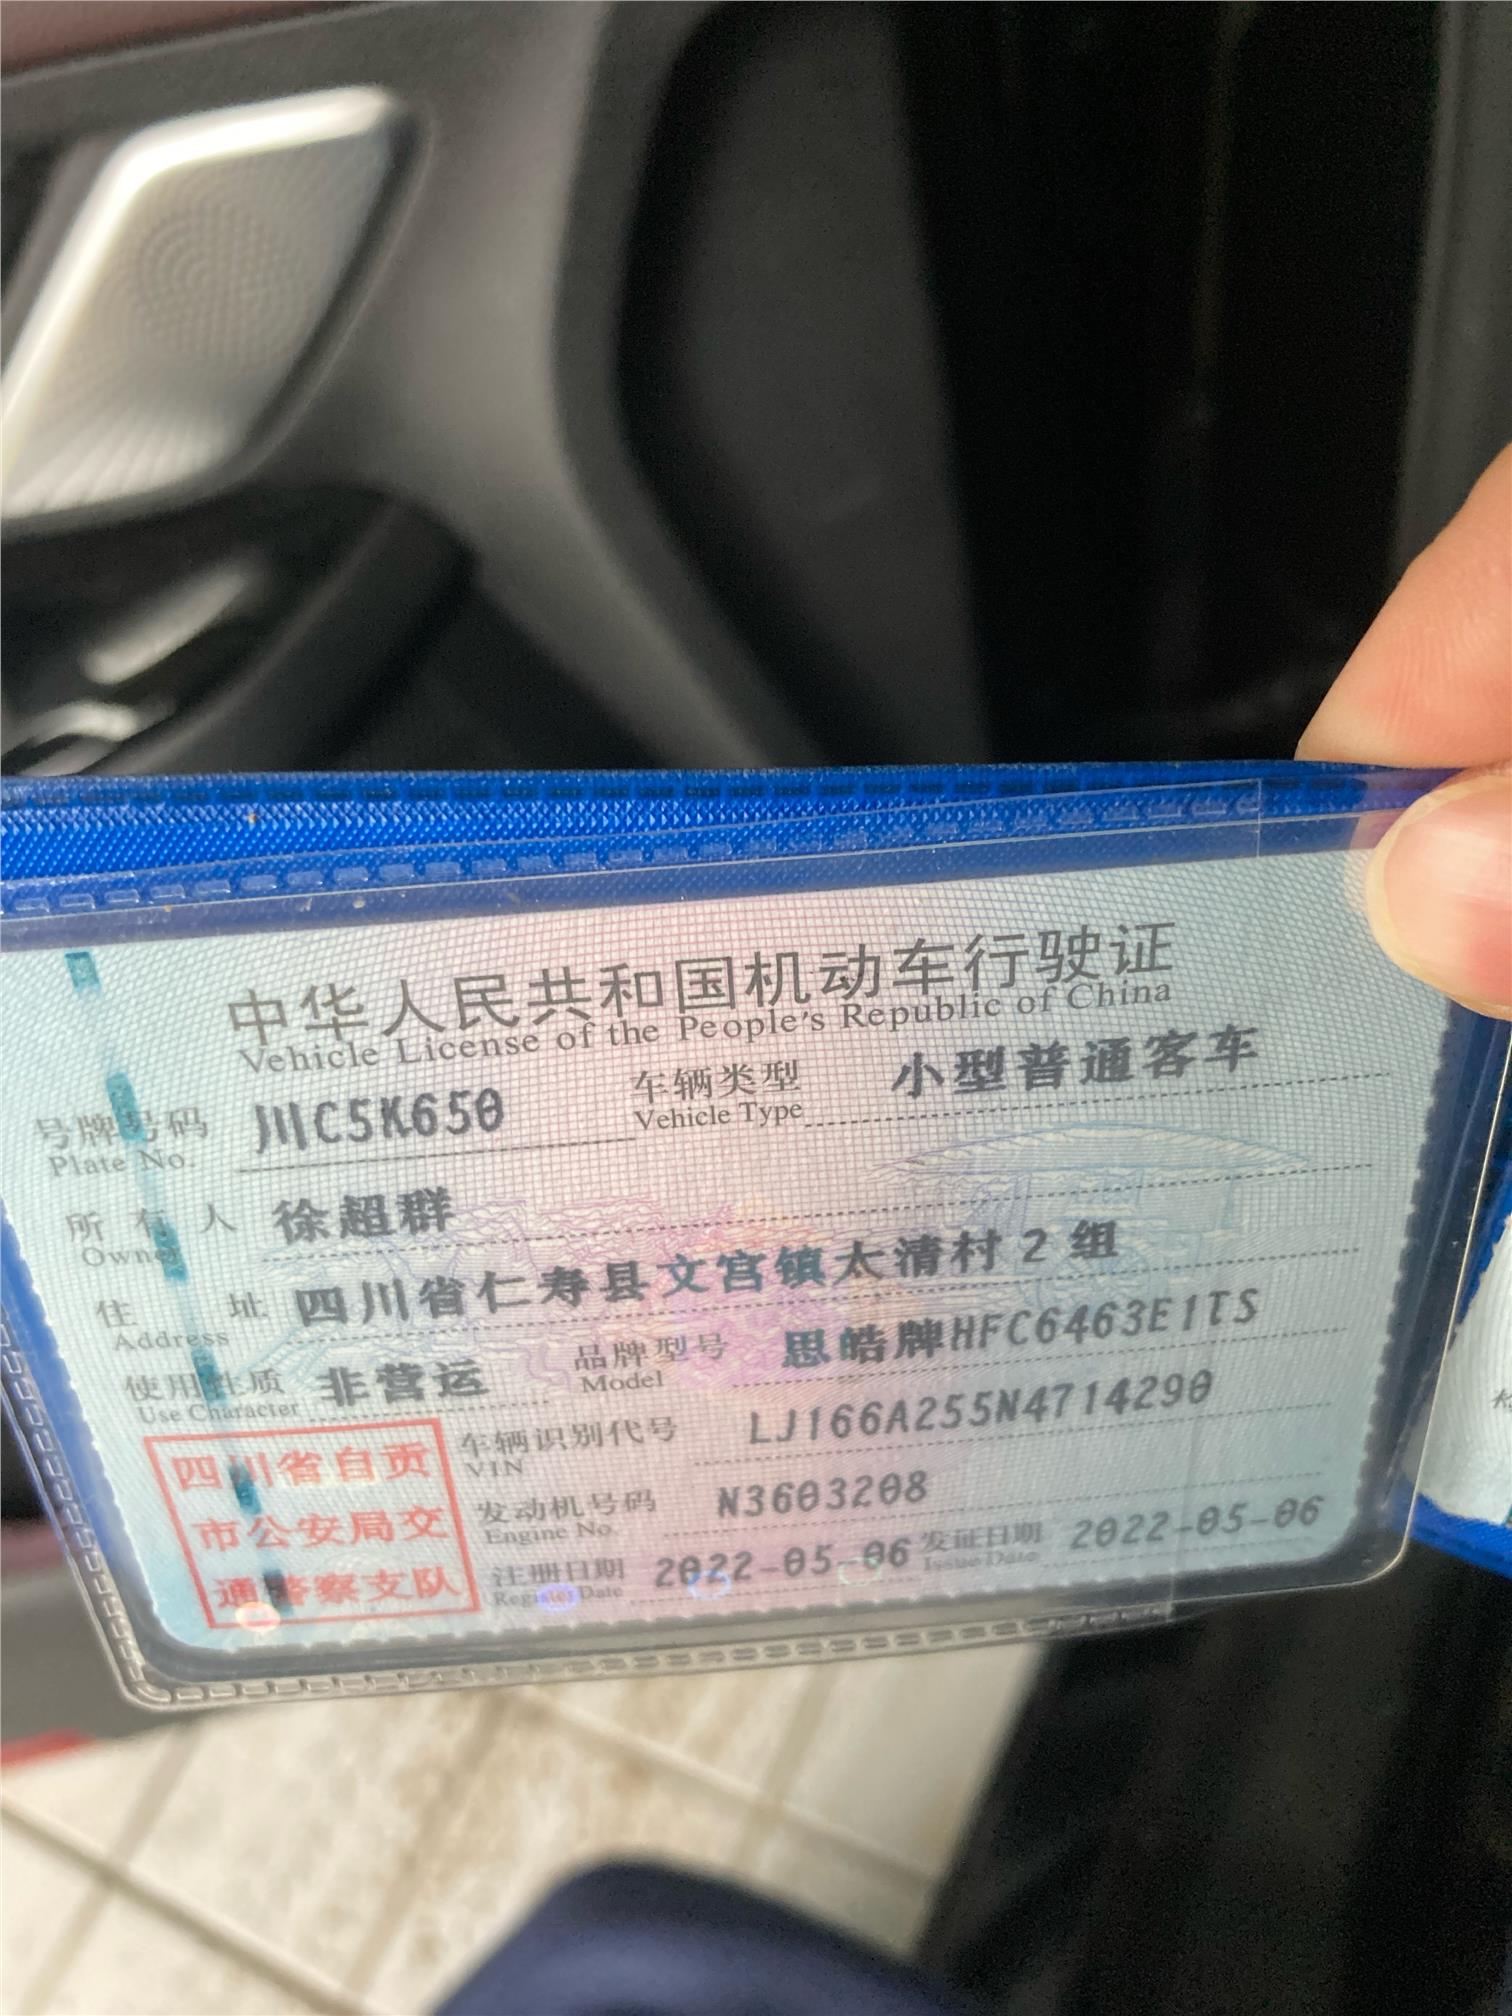 中华人民共和国机动车行驶证
Vehicle License of the People's Republic of China
号牌号码 川C5K650 车辆类型 小型普通客车
Plate No. Vehicle Type
所有人 徐超群
Owner
住址 四川省仁寿县文宫镇太清村2组
Address
使用性质 非营运 品牌型号 思皓牌HFC6463E1TS
Use Character Model
车辆识别代号 LJ166A255N4714290
VIN
发动机号码 N3603208
Engine No.
注册日期 2022-05-06 发证日期 2022-05-06
Register Date Issue Date
四川省自贡
市公安局交
通警察支队